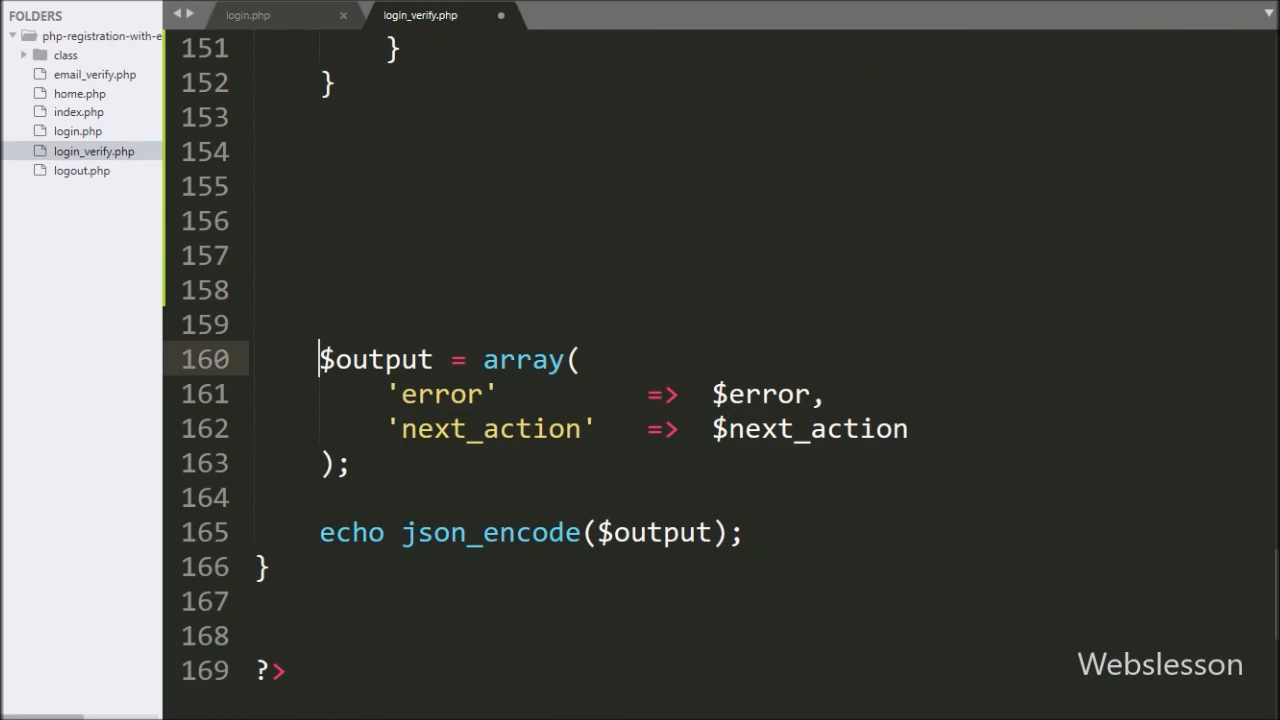 FOLDERS
php-registration-with-e
class
email_verify.php
home.php
index.php
login.php
login_verify.php
logout.php
login.php ×
login_verify.php
151 }
152 }
153
154
155
156
157
158
159
160 $output = array(
161 'error' => $error,
162 'next_action' => $next_action
163 );
164
165 echo json_encode($output);
166 }
167
168
169 ?>
Webslesson